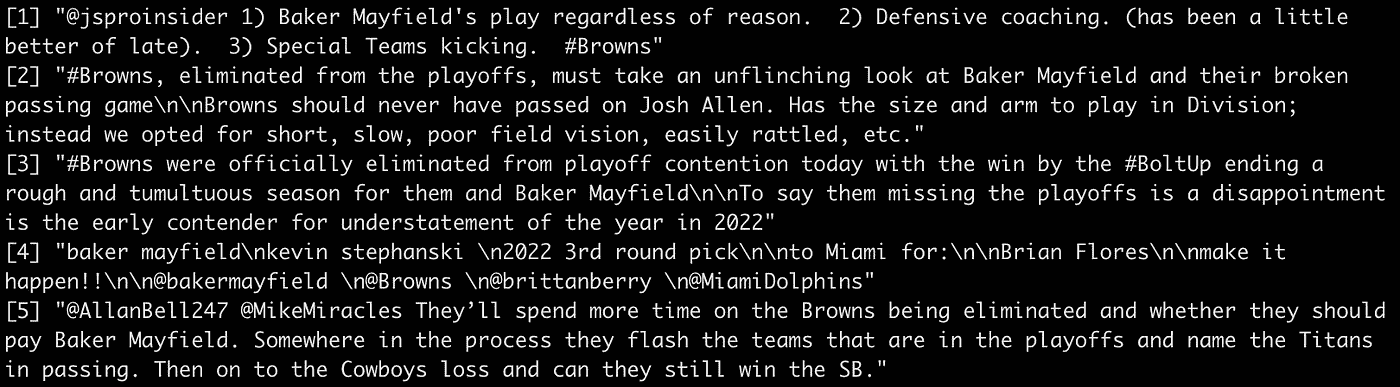 [1] "@jsproinsider 1) Baker Mayfield's play regardless of reason.  2) Defensive coaching. (has been a little
better of late).  3) Special Teams kicking.  #Browns"
[2] "#Browns, eliminated from the playoffs, must take an unflinching look at Baker Mayfield and their broken
passing game\n\nBrowns should never have passed on Josh Allen. Has the size and arm to play in Division;
instead we opted for short, slow, poor field vision, easily rattled, etc."
[3] "#Browns were officially eliminated from playoff contention today with the win by the #BoltUp ending a
rough and tumultuous season for them and Baker Mayfield\n\nTo say them missing the playoffs is a disappointment
is the early contender for understatement of the year in 2022"
[4] "baker mayfield\nkevin stephanski \n2022 3rd round pick\n\nto Miami for:\n\nBrian Flores\n\nmake it
happen!!\n\n@bakermayfield \n@Browns \n@brittanberry \n@MiamiDolphins"
[5] "@AllanBell247 @MikeMiracles They’ll spend more time on the Browns being eliminated and whether they should
pay Baker Mayfield. Somewhere in the process they flash the teams that are in the playoffs and name the Titans
in passing. Then on to the Cowboys loss and can they still win the SB."